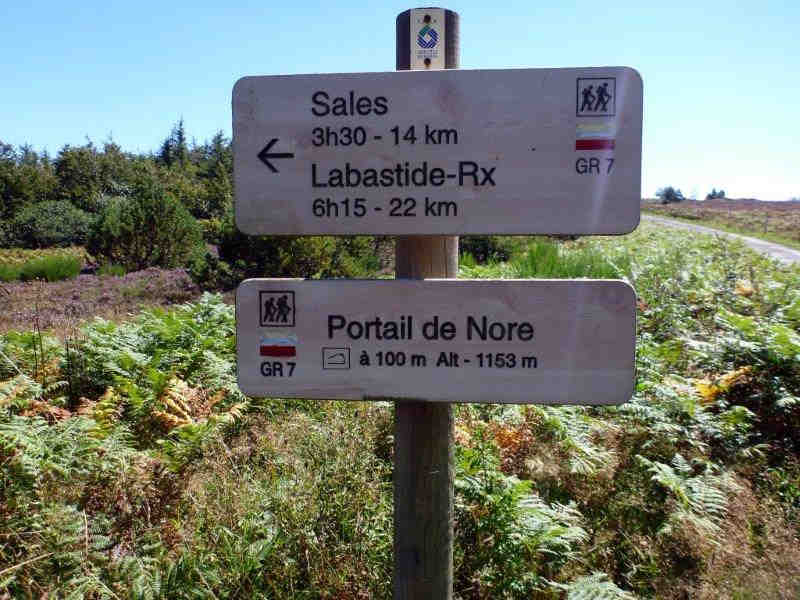 Sales
3h30 - 14 km
Labastide-Rx
6h15 - 22 km
GR 7
Portail de Nore
à 100 m Alt - 1153 m
GR 7